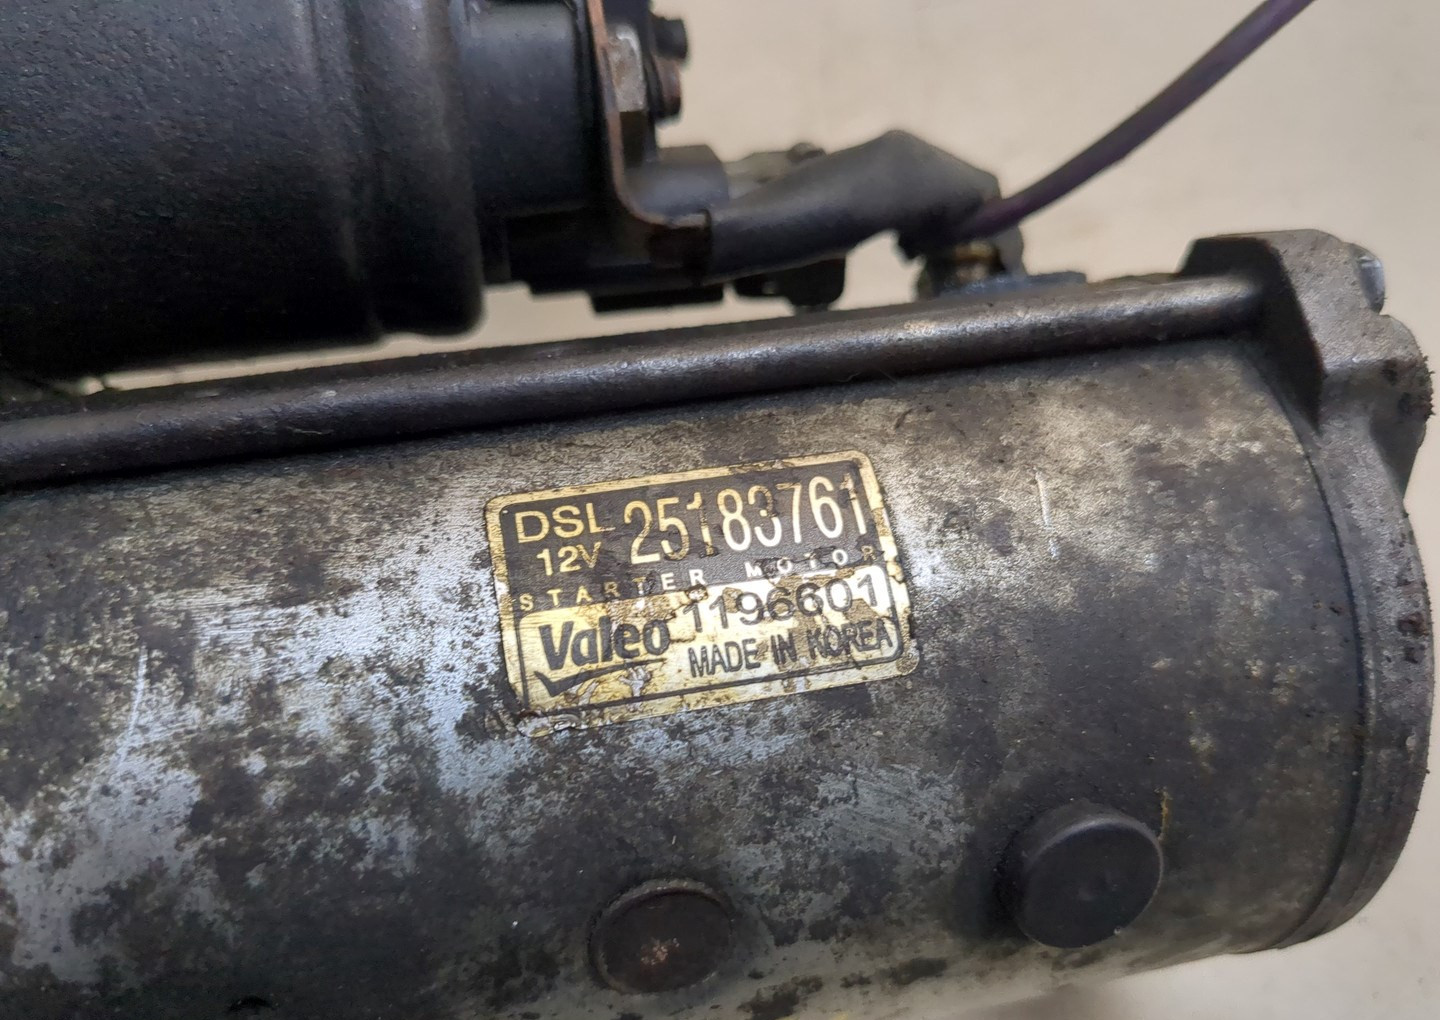 DSL 25183761
12V
STARTER MOTOR
Valeo 1196601
MADE IN KOREA